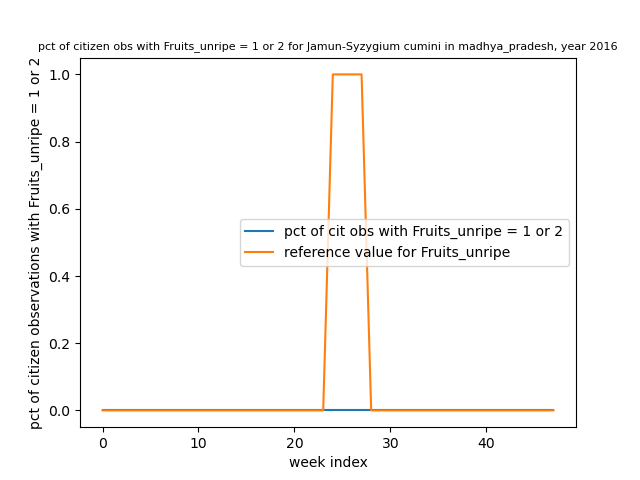 pct of citizen obs with Fruits_unripe = 1 or 2 for Jamun-Syzygium cumini in madhya_pradesh, year 2016
pct of citizen observations with Fruits_unripe = 1 or 2
1.0
0.8
0.6
0.4
0.2
0.0
pct of cit obs with Fruits_unripe = 1 or 2
reference value for Fruits_unripe
0 10 20 30 40
week index